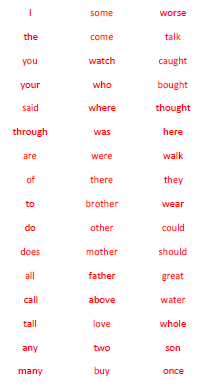 I some worse
the come talk
you watch caught
your who bought
said where thought
through was here
are were walk
of there they
to brother wear
do other could
does mother should
all father great
call above water
tall love whole
any two son
many buy once